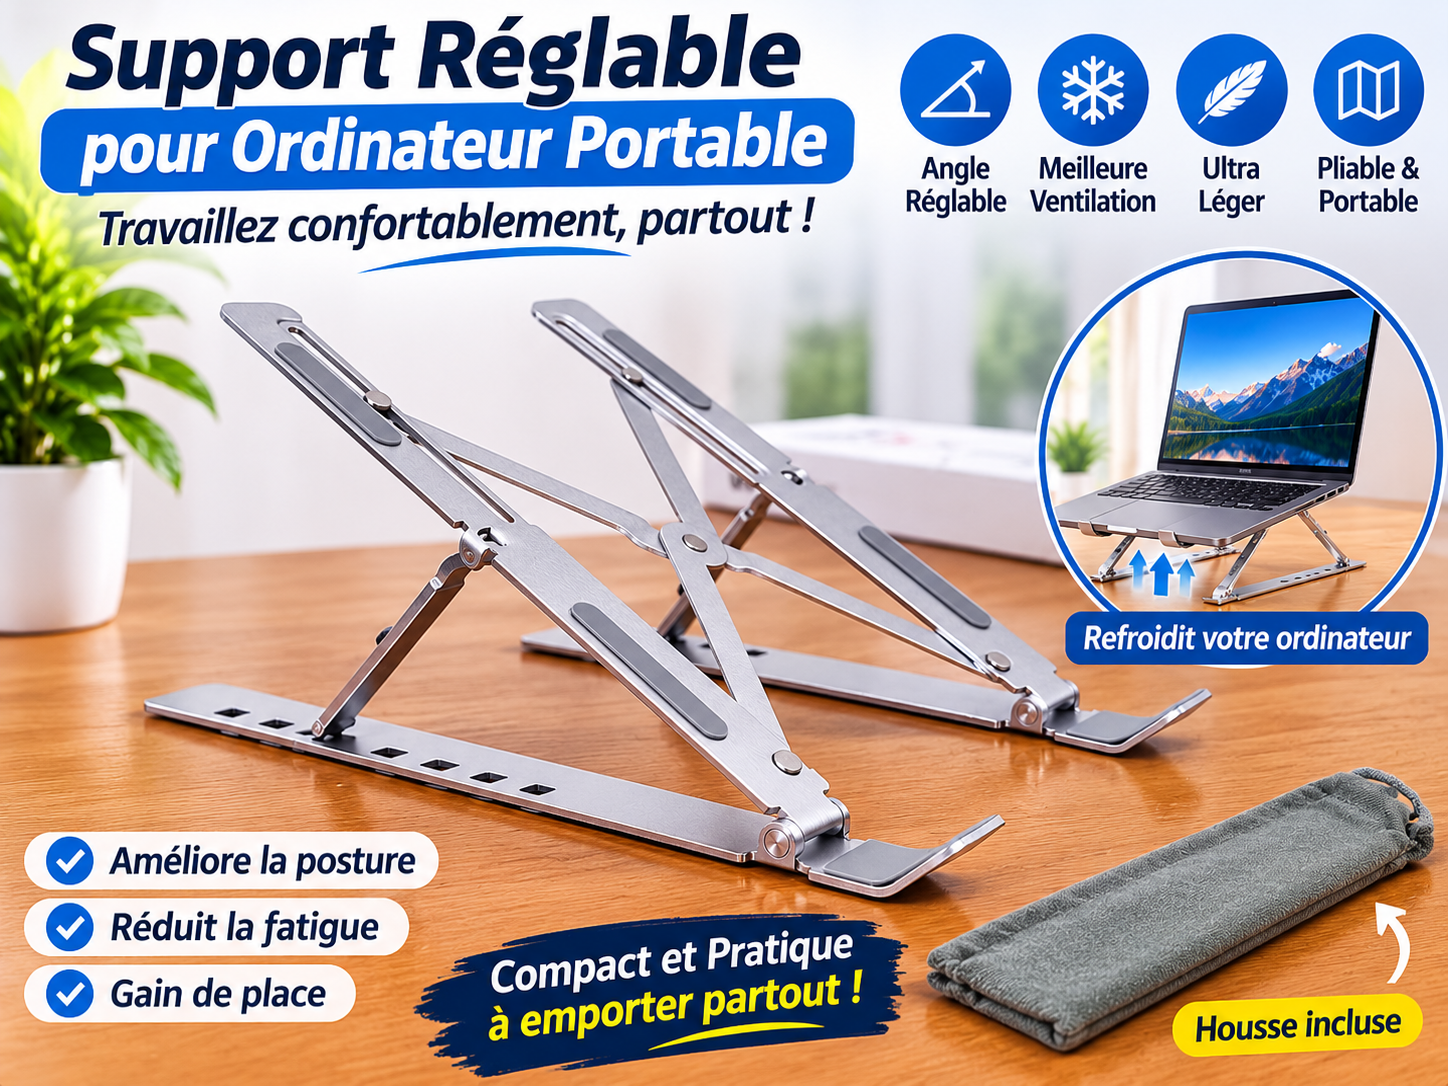 Support Réglable
pour Ordinateur Portable
Travaillez confortablement, partout !
Angle
Réglable
Meilleure
Ventilation
Ultra
Léger
Pliable &
Portable
Refroidit votre ordinateur
Améliore la posture
Réduit la fatigue
Gain de place
Compact et Pratique
à emporter partout !
Housse incluse